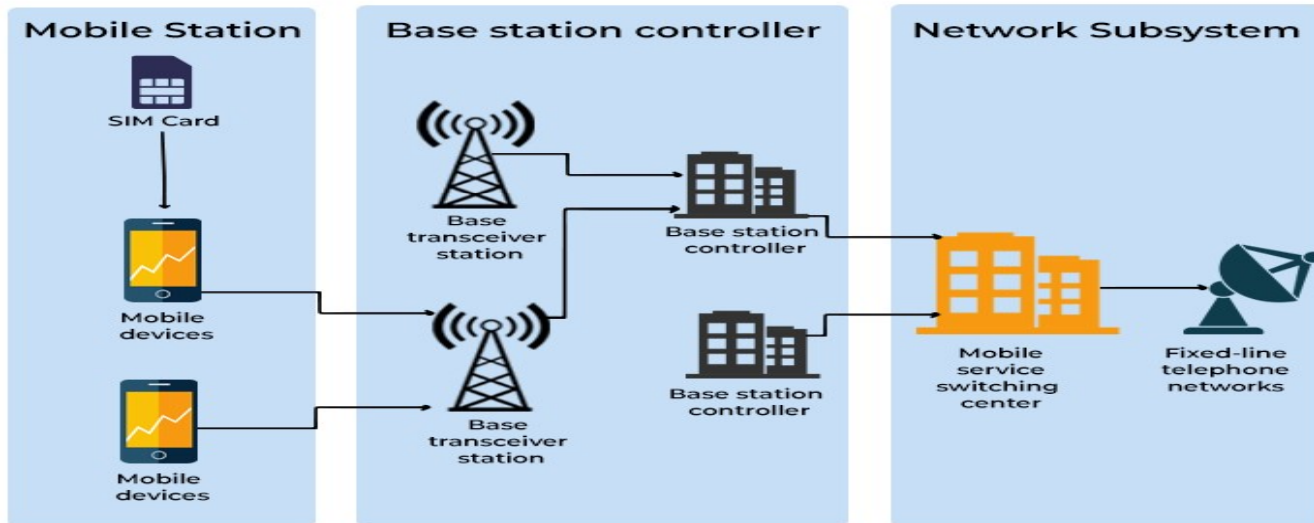 Mobile Station
SIM Card
Mobile
devices
Mobile
devices
Base station controller
Base
transceiver
station
Base
transceiver
station
Base station
controller
Base station
controller
Network Subsystem
Mobile
service
switching
center
Fixed-line
telephone
networks